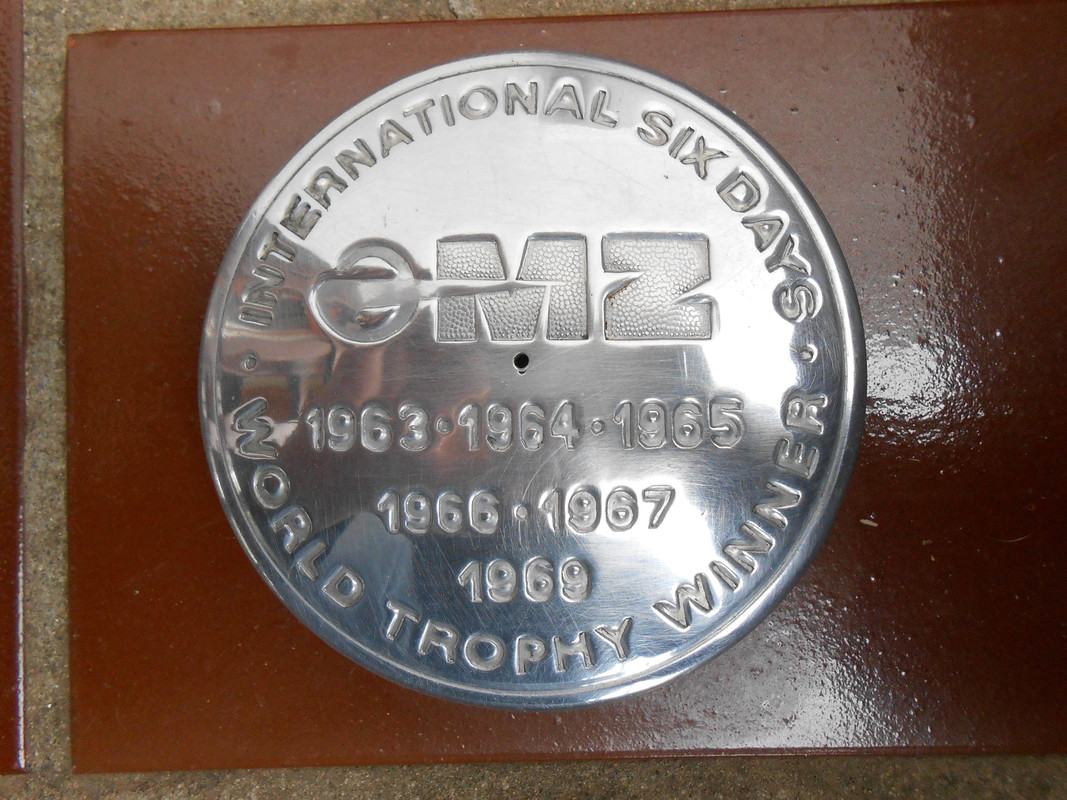 INTERNATIONAL SIX DAYS
MZ
1963 · 1964 · 1965
1966 · 1967
1969
WORLD TROPHY WINNER